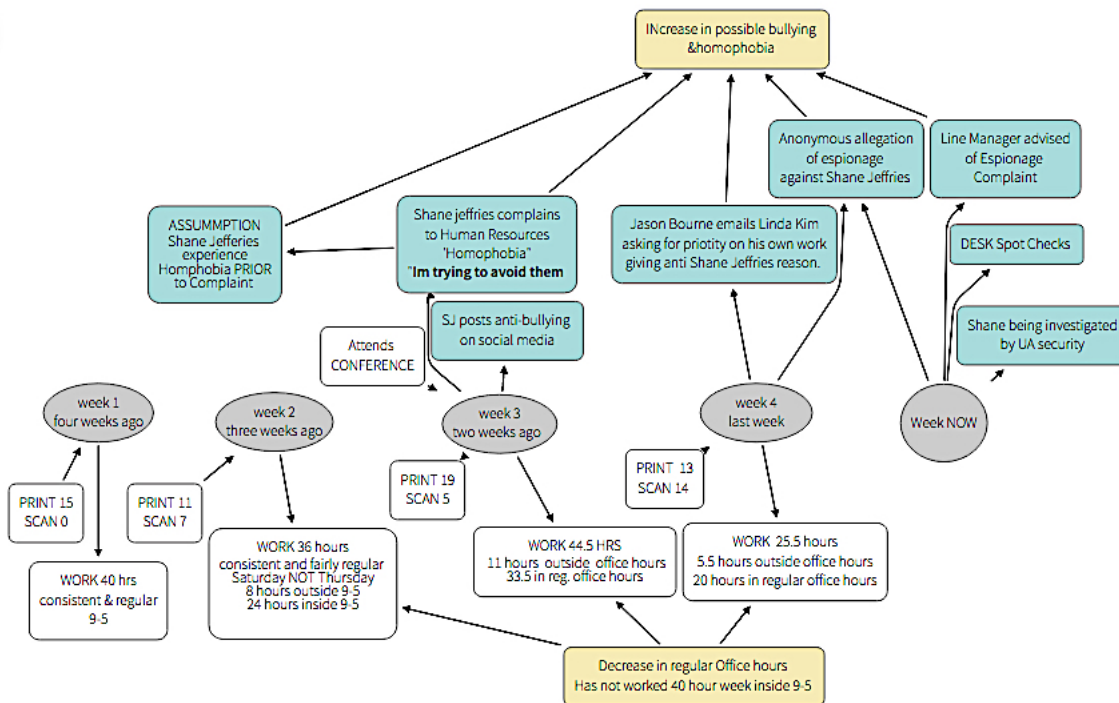 INcrease in possible bullying
&homophobia
Anonymous allegation
of espionage
against Shane Jeffries
Line Manager advised
of Espionage
Complaint
ASSUMMPTION
Shane Jefferies
experience
Homphobia PRIOR
to Complaint
Shane jeffries complains
to Human Resources
'Homophobia"
"Im trying to avoid them
Jason Bourne emails Linda Kim
asking for priotity on his own work
giving anti Shane Jeffries reason.
DESK Spot Checks
SJ posts anti-bullying
on social media
Shane being investigated
by UA security
Attends
CONFERENCE
week 1
four weeks ago
week 2
three weeks ago
week 3
two weeks ago
week 4
last week
Week NOW
PRINT 15
SCAN 0
PRINT 11
SCAN 7
PRINT 19
SCAN 5
PRINT 13
SCAN 14
WORK 40 hrs
consistent & regular
9-5
WORK 36 hours
consistent and fairly regular
Saturday NOT Thursday
8 hours outside 9-5
24 hours inside 9-5
WORK 44.5 HRS
11 hours outside office hours
33.5 in reg. office hours
WORK 25.5 hours
5.5 hours outside office hours
20 hours in regular office hours
Decrease in regular Office hours
Has not worked 40 hour week inside 9-5